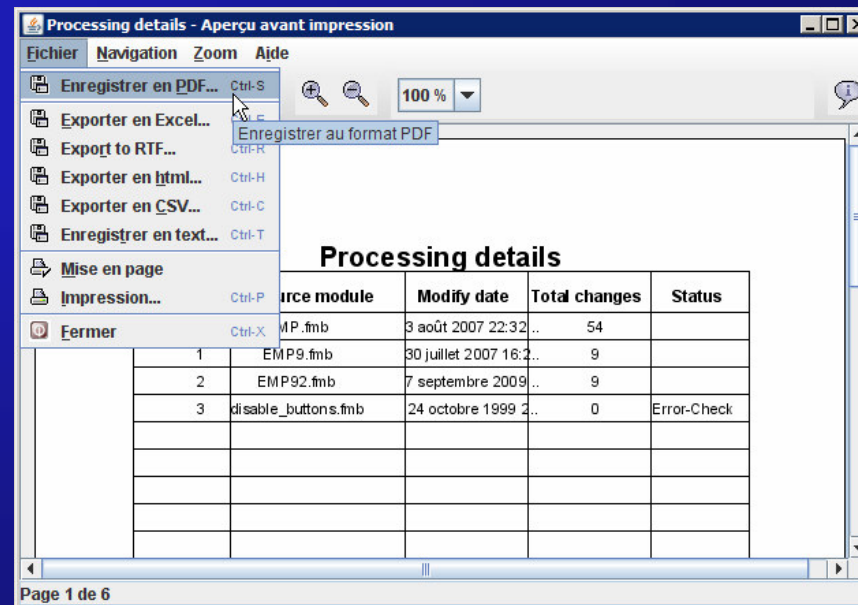 Processing details - Aperçu avant impression
Fichier Navigation Zoom Aide
Enregistrer en PDF... Ctrl-S
100 %
Exporter en Excel...
Enregistrer au format PDF
Export to RTF... Ctrl-R
Exporter en html... Ctrl-H
Exporter en CSV... Ctrl-C
Enregistrer en text... Ctrl-T
Mise en page
Impression... Ctrl-P
Fermer Ctrl-X
Processing details
urce module Modify date Total changes Status
MP.fmb 3 août 2007 22:32 .. 54
1 EMP9.fmb 30 juillet 2007 16:2.. 9
2 EMP92.fmb 7 septembre 2009 .. 9
3 disable_buttons.fmb 24 octobre 1999 2.. 0 Error-Check
Page 1 de 6